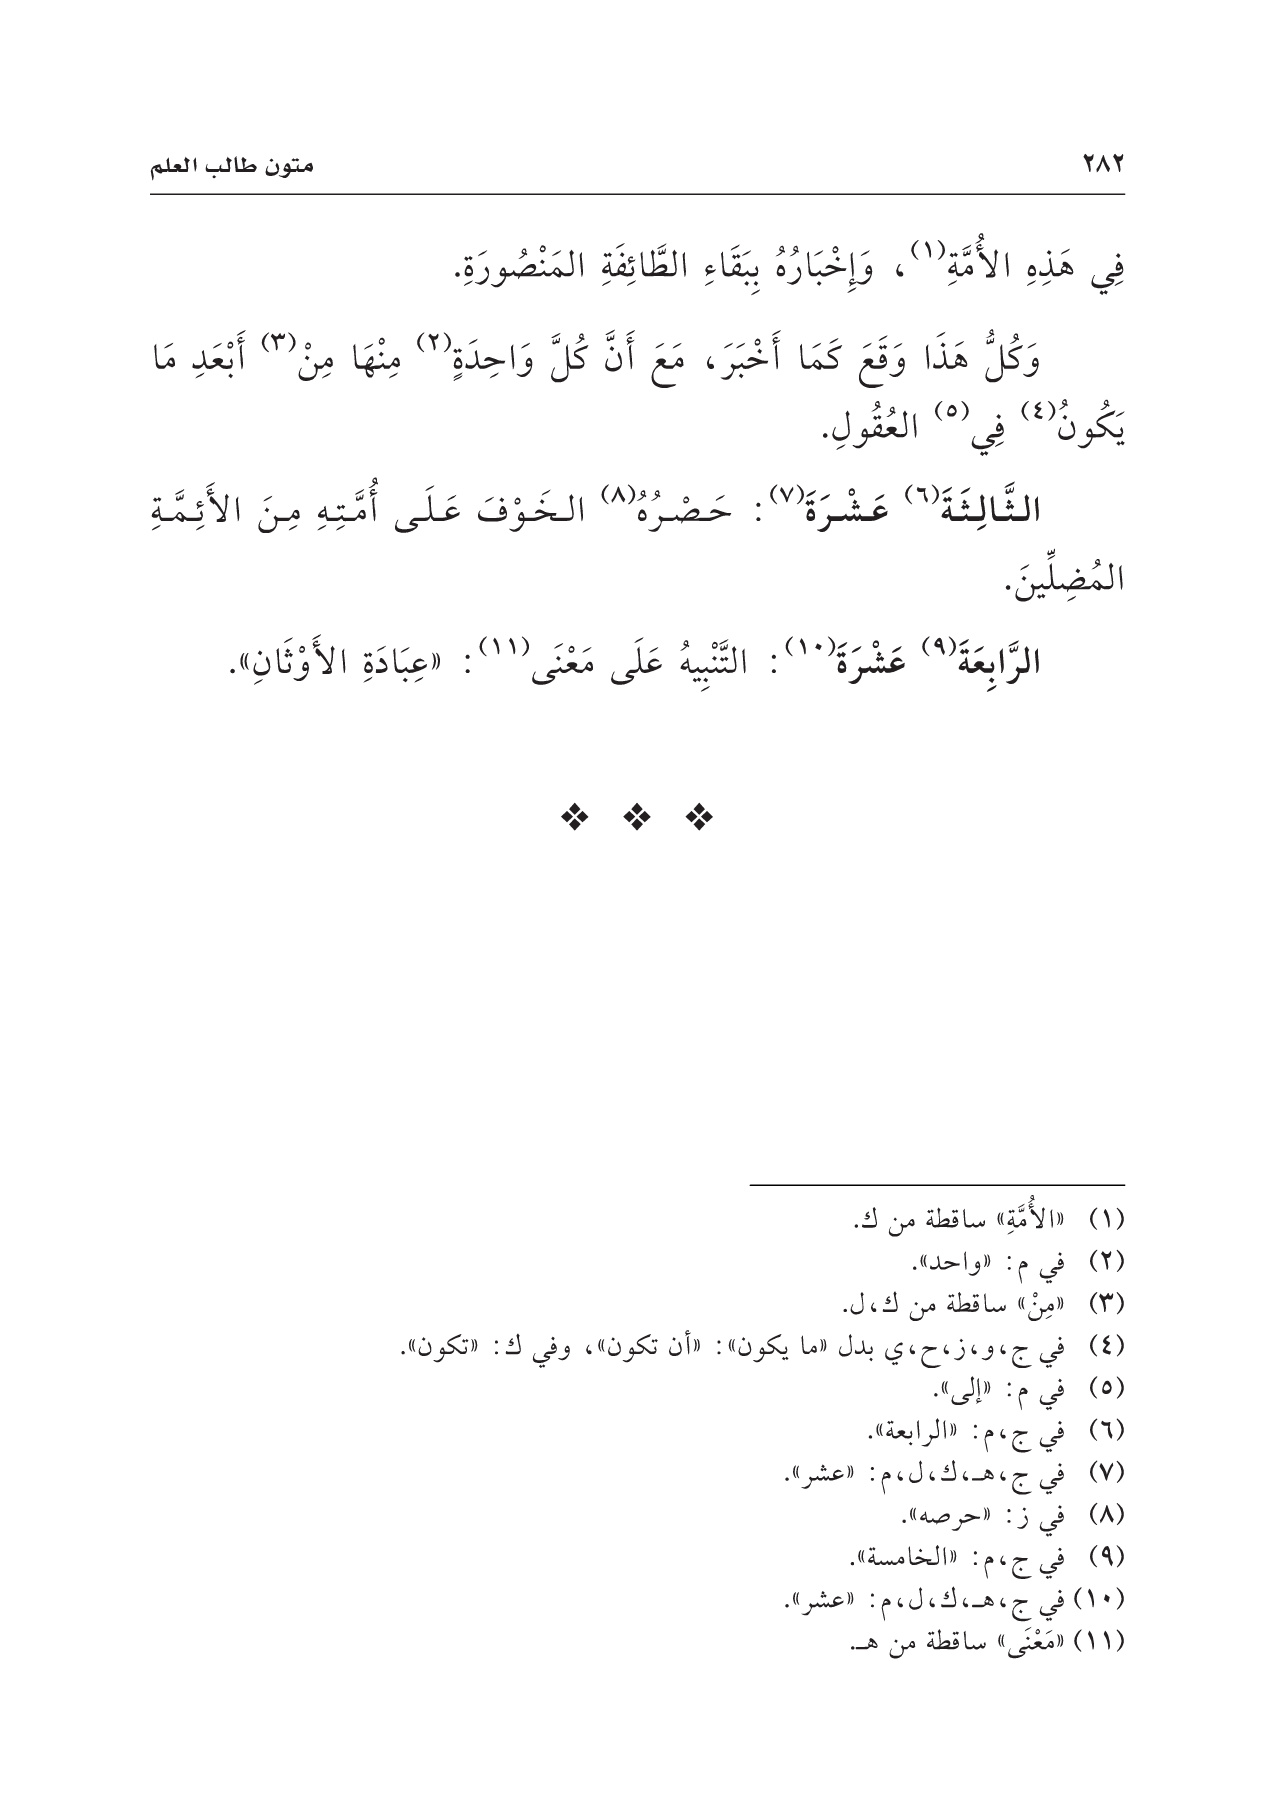 ٢٨٢
متون طالب العلم
فِي هَذِهِ الأُمَّةِ(١)، وَإِخْبَارُهُ بِبَقَاءِ الطَّائِفَةِ المَنْصُورَةِ.
وَكُلُّ هَذَا وَقَعَ كَمَا أَخْبَرَ، مَعَ أَنَّ كُلَّ وَاحِدَةٍ(٢) مِنْهَا مِنْ(٣) أَبْعَدِ مَا
يَكُونُ(٤) فِي(٥) العُقُولِ.
الثَّالِثَةَ(٦) عَشْرَةَ(٧): حَصْرُهُ(٨) الخَوْفَ عَلَى أُمَّتِهِ مِنَ الأَئِمَّةِ
المُضِلِّينَ.
الرَّابِعَةَ(٩) عَشْرَةَ(١٠): التَّنْبِيهُ عَلَى مَعْنَى(١١): «عِبَادَةِ الأَوْثَانِ».
❖ ❖ ❖
(١) «الأُمَّةِ» ساقطة من ك.
(٢) في م: «واحد».
(٣) «مِنْ» ساقطة من ك،ل.
(٤) في ج،و،ز،ح،ي بدل «ما يكون»: «أن تكون»، وفي ك: «تكون».
(٥) في م: «إلى».
(٦) في ج،م: «الرابعة».
(٧) في ج،هـ،ك،ل،م: «عشر».
(٨) في ز: «حرصه».
(٩) في ج،م: «الخامسة».
(١٠) في ج،هـ،ك،ل،م: «عشر».
(١١) «مَعْنَى» ساقطة من هـ.